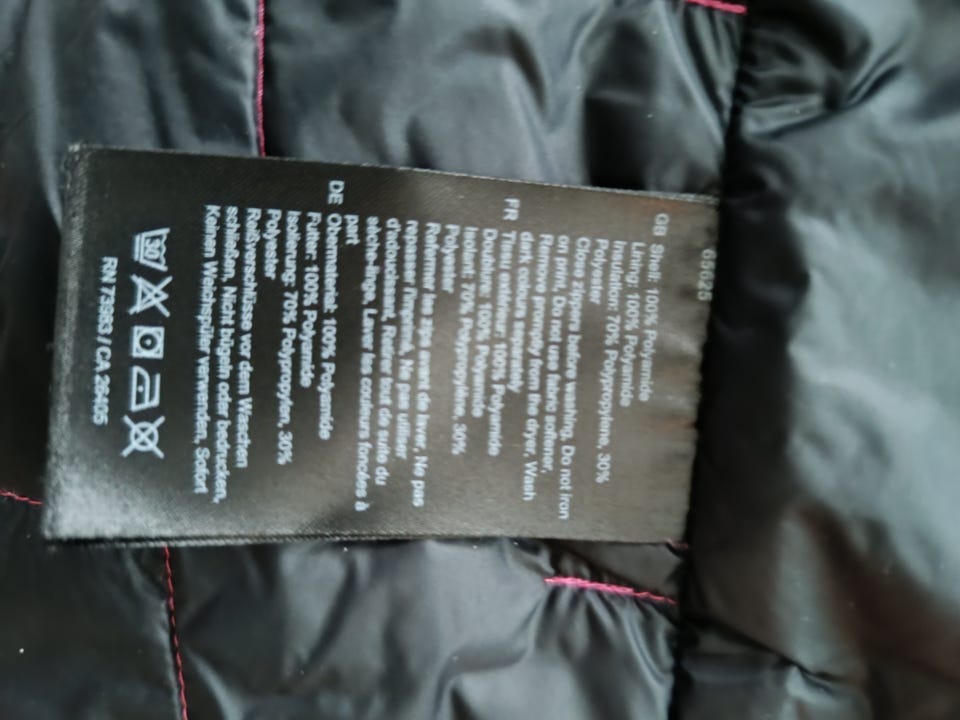 65625
GB Shell: 100% Polyamide
Lining: 100% Polyamide
Insulation: 70% Polypropylene, 30%
Polyester
Close zippers before washing, Do not iron
on print, Do not use fabric softner,
Remove promptly from the dryer, Wash
dark colours separately
FR Tissu extérieur: 100% Polyamide
Doublure: 100% Polyamide
Isolant: 70% Polypropylène, 30%
Polyester
Refermer les zips avant de laver, Ne pas
repasser l'imprimé, Ne pas utiliser
d'adoucissant, Retirer tout de suite du
sèche-linge, Laver les couleurs foncées à
part
DE Obermaterial: 100% Polyamide
Futter: 100% Polyamide
Isolierung: 70% Polypropylen, 30%
Polyester
Reißverschlüsse vor dem Waschen
schließen, Nicht bügeln oder bedrucken,
Keinen Weichspüler verwenden, Sofort
30
RN 73983 / CA 26495